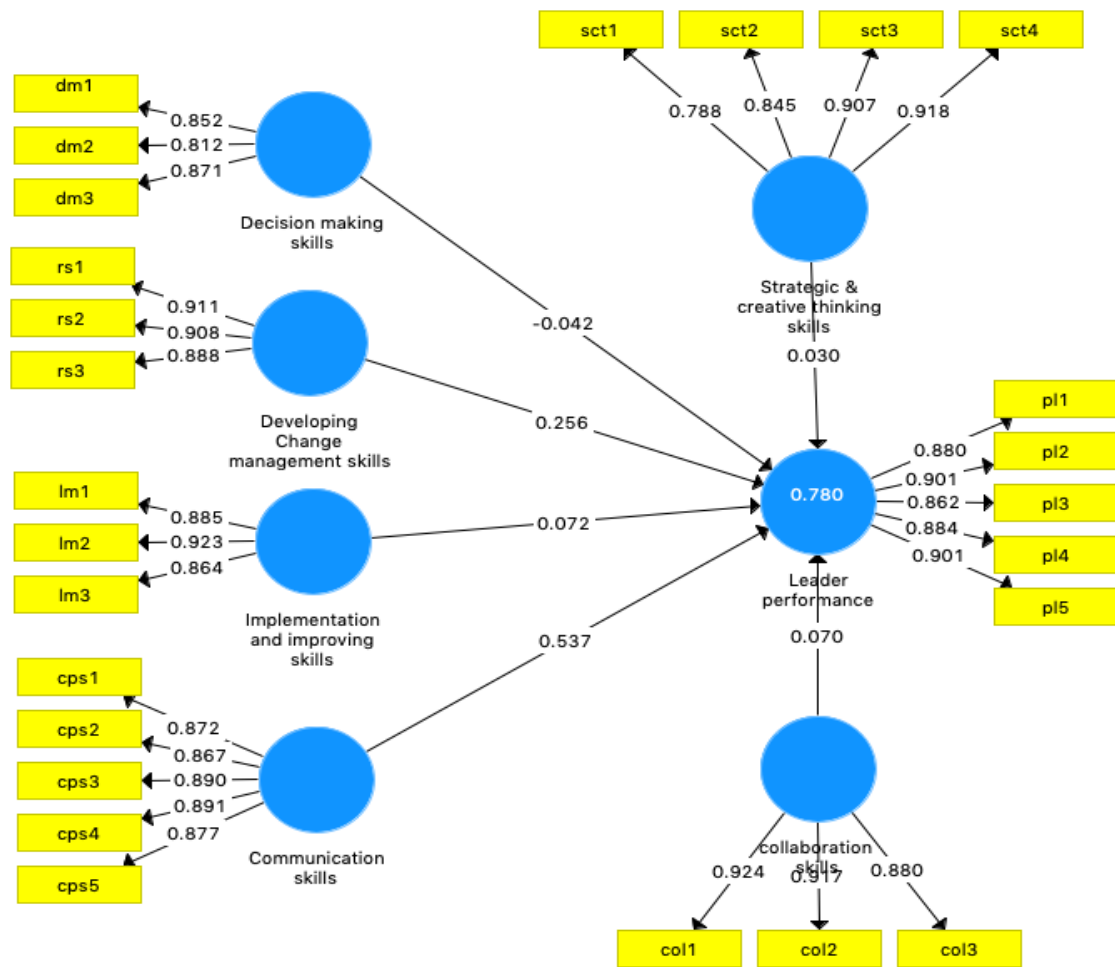 sct1
sct2
sct3
sct4
0.788
0.845
0.907
0.918
Strategic &
creative thinking
skills
0.030
dm1
dm2
dm3
0.852
0.812
0.871
Decision making
skills
-0.042
rs1
rs2
rs3
0.911
0.908
0.888
Developing
Change
management skills
0.256
lm1
lm2
lm3
0.885
0.923
0.864
Implementation
and improving
skills
0.072
cps1
cps2
cps3
cps4
cps5
0.872
0.867
0.890
0.891
0.877
Communication
skills
0.537
0.780
Leader
performance
0.880
0.901
0.862
0.884
0.901
pl1
pl2
pl3
pl4
pl5
0.070
collaboration
skills
0.924
0.917
0.880
col1
col2
col3